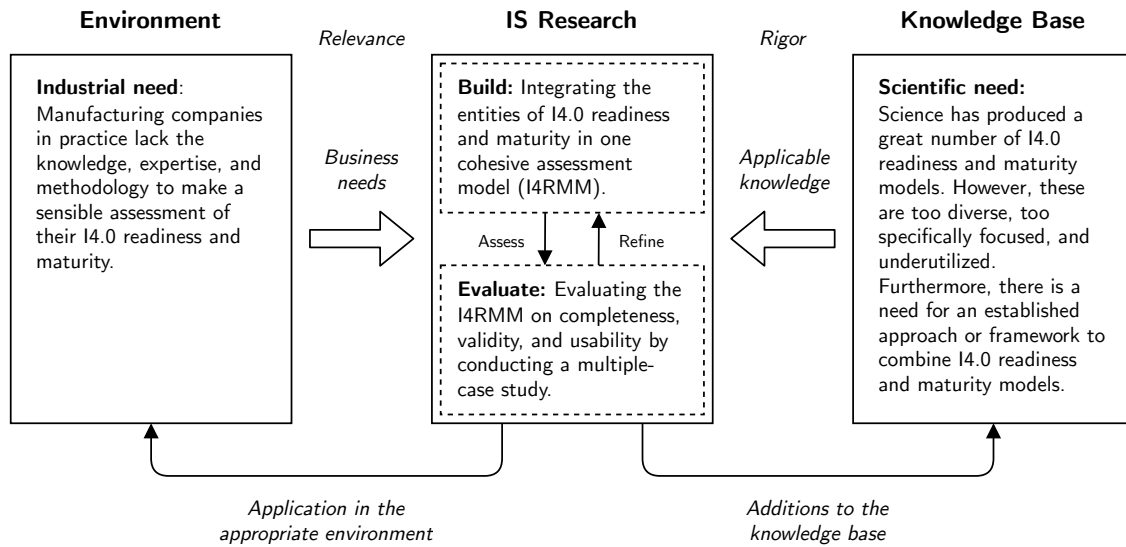 Environment
Relevance
IS Research
Rigor
Knowledge Base
Industrial need:
Manufacturing companies
in practice lack the
knowledge, expertise, and
methodology to make a
sensible assessment of
their I4.0 readiness and
maturity.
Business
needs
Build: Integrating the
entities of I4.0 readiness
and maturity in one
cohesive assessment
model (I4RMM).
Assess
Refine
Evaluate: Evaluating the
I4RMM on completeness,
validity, and usability by
conducting a multiple-
case study.
Applicable
knowledge
Scientific need:
Science has produced a
great number of I4.0
readiness and maturity
models. However, these
are too diverse, too
specifically focused, and
underutilized.
Furthermore, there is a
need for an established
approach or framework to
combine I4.0 readiness
and maturity models.
Application in the
appropriate environment
Additions to the
knowledge base